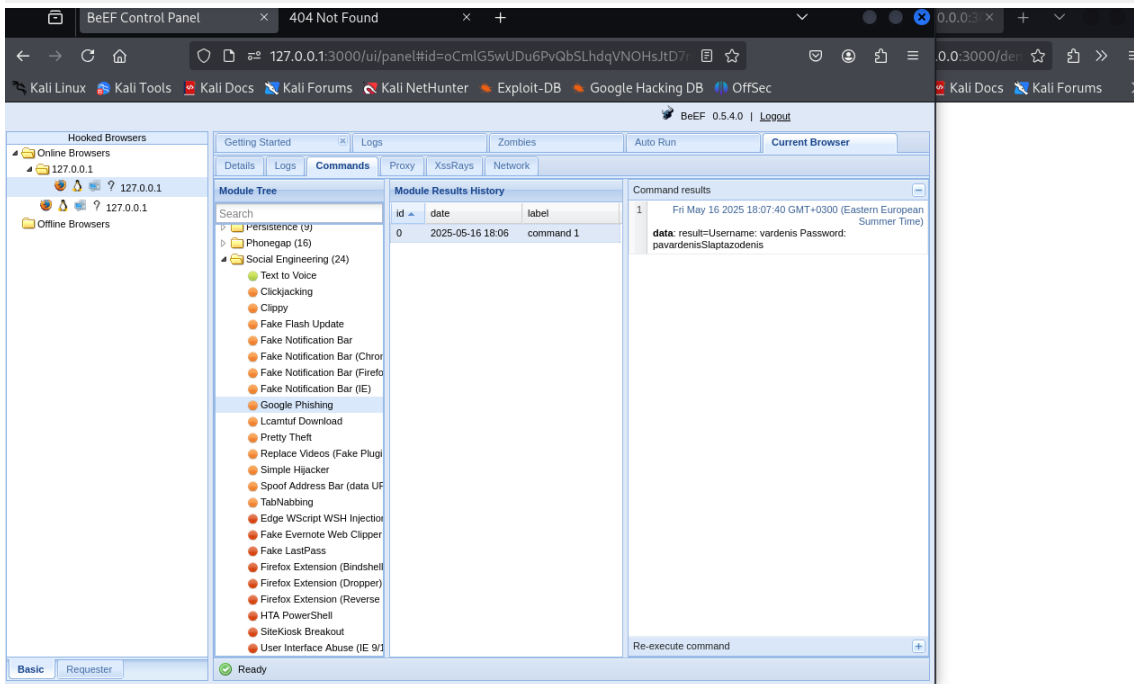 BeEF Control Panel × 404 Not Found × + 0.0.0:3 × +
127.0.0.1:3000/ui/panel#id=oCmlG5wUDu6PvQbSLhdqVNOHsJtD7r .0.0:3000/der
Kali Linux Kali Tools Kali Docs Kali Forums Kali NetHunter Exploit-DB Google Hacking DB OffSec Kali Docs Kali Forums
BeEF 0.5.4.0 | Logout
Hooked Browsers
Online Browsers
127.0.0.1
? 127.0.0.1
? 127.0.0.1
Offline Browsers
Basic Requester
Getting Started Logs Zombies Auto Run Current Browser
Details Logs Commands Proxy XssRays Network
Module Tree
Search
Persistence (9)
Phonegap (16)
Social Engineering (24)
Text to Voice
Clickjacking
Clippy
Fake Flash Update
Fake Notification Bar
Fake Notification Bar (Chror
Fake Notification Bar (Firefo
Fake Notification Bar (IE)
Google Phishing
Lcamtuf Download
Pretty Theft
Replace Videos (Fake Plugi
Simple Hijacker
Spoof Address Bar (data UF
TabNabbing
Edge WScript WSH Injection
Fake Evernote Web Clipper
Fake LastPass
Firefox Extension (Bindshell
Firefox Extension (Dropper)
Firefox Extension (Reverse
HTA PowerShell
SiteKiosk Breakout
User Interface Abuse (IE 9/1
Module Results History
id date label
0 2025-05-16 18:06 command 1
Command results
1 Fri May 16 2025 18:07:40 GMT+0300 (Eastern European
Summer Time)
data: result=Username: vardenis Password:
pavardenisSlaptazodenis
Re-execute command
Ready